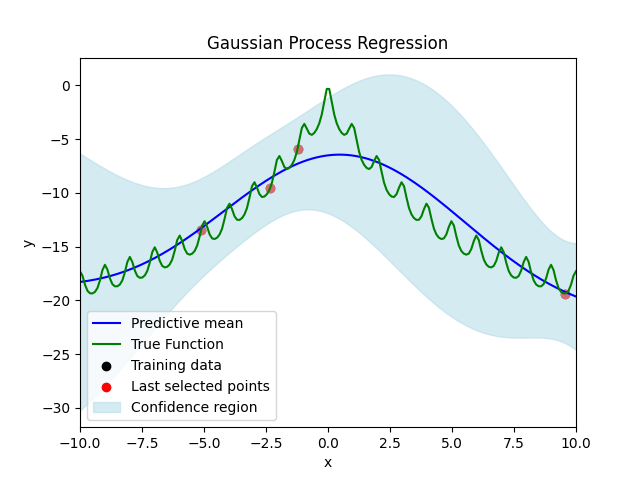 Gaussian Process Regression
y
0
−5
−10
−15
−20
−25
−30
Predictive mean
True Function
Training data
Last selected points
Confidence region
−10.0 −7.5 −5.0 −2.5 0.0 2.5 5.0 7.5 10.0
x